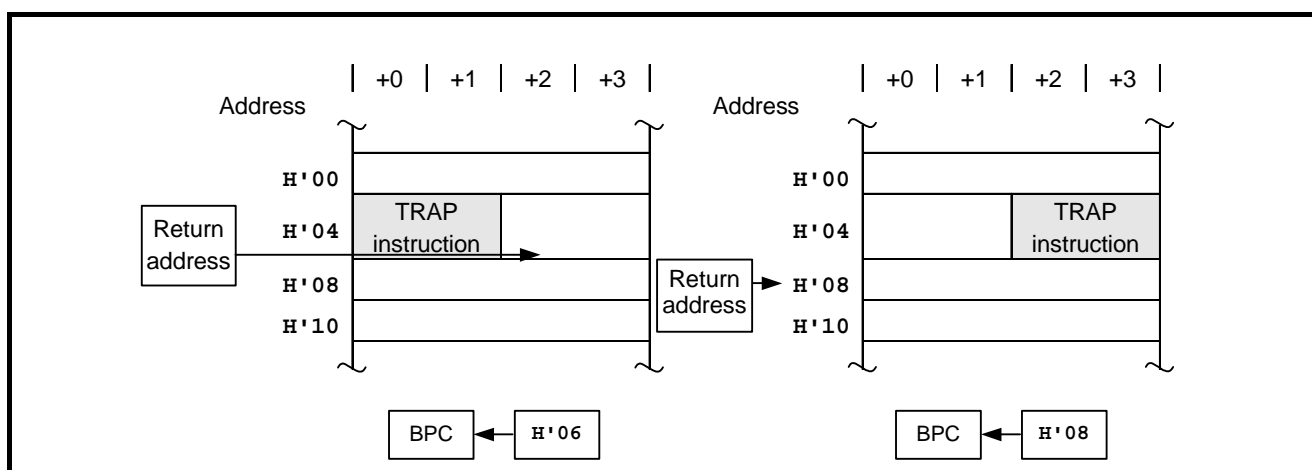 +0 +1 +2 +3
Address
H'00
TRAP
instruction
H'04
Return
address
H'08
H'10
BPC
H'06
+0 +1 +2 +3
Address
H'00
TRAP
instruction
H'04
Return
address
H'08
H'10
BPC
H'08